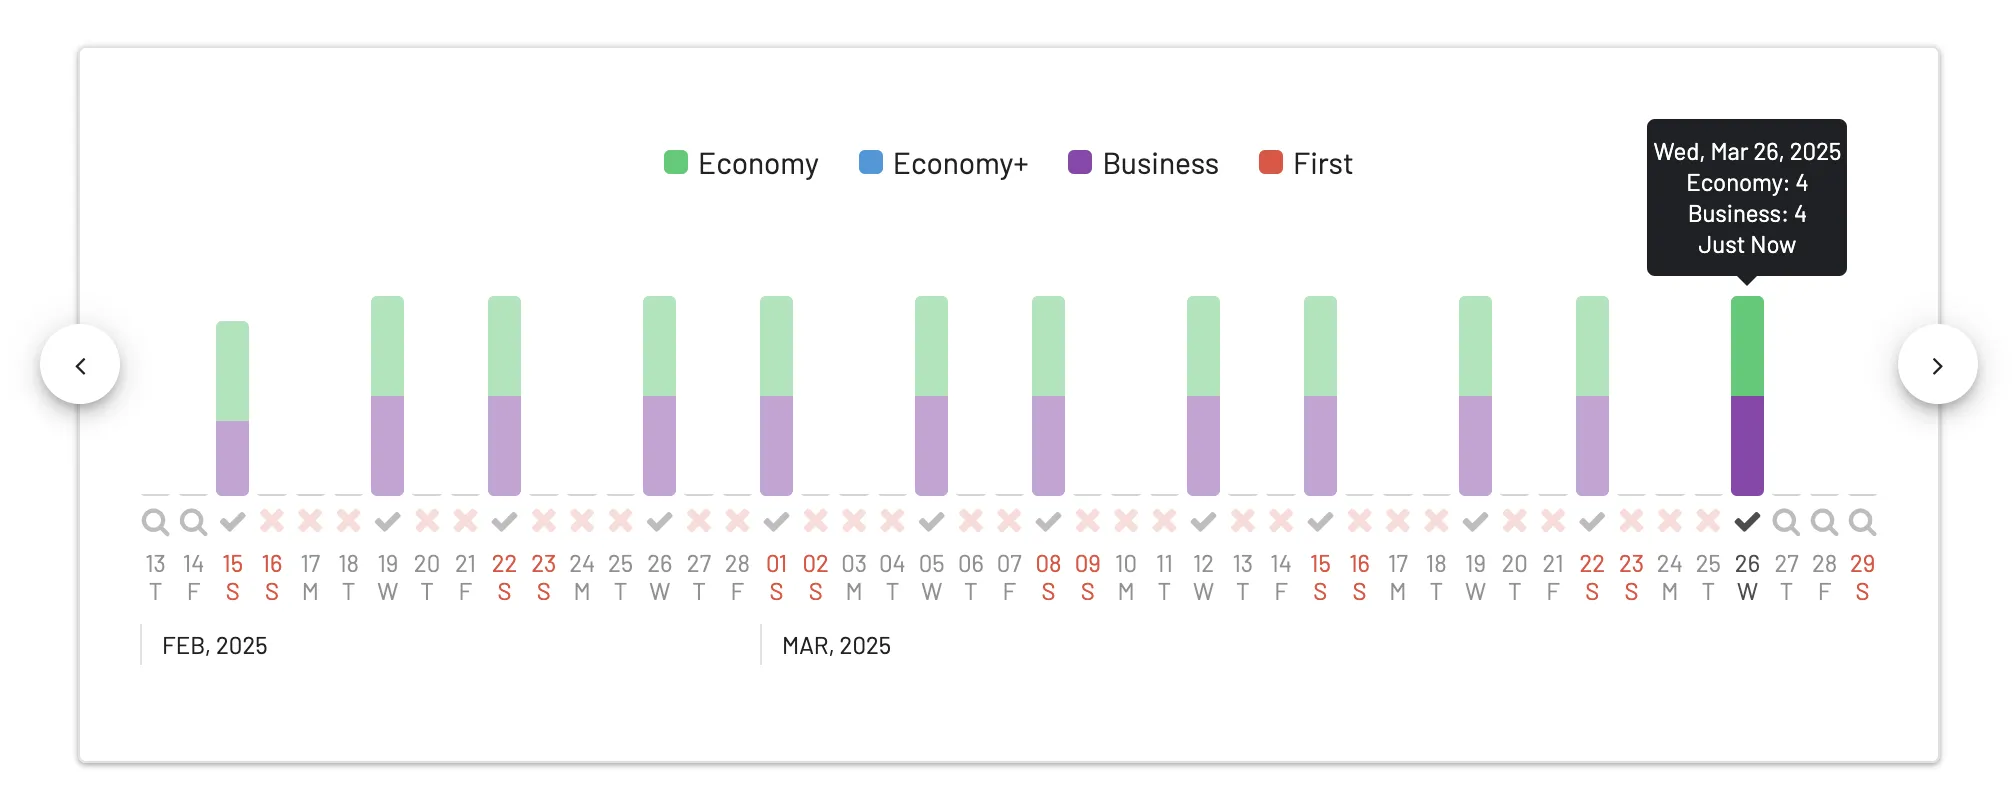 Economy Economy+ Business First
Wed, Mar 26, 2025
Economy: 4
Business: 4
Just Now
13 14 15 16 17 18 19 20 21 22 23 24 25 26 27 28 01 02 03 04 05 06 07 08 09 10 11 12 13 14 15 16 17 18 19 20 21 22 23 24 25 26 27 28 29
T F S S M T W T F S S M T W T F S S M T W T F S S M T W T F S S M T W T F S S M T W T F S
FEB, 2025 MAR, 2025